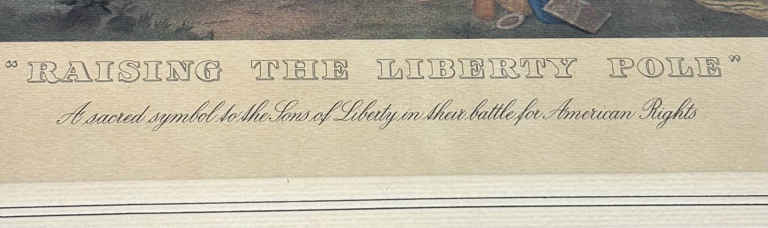 "RAISING THE LIBERTY POLE"
A sacred symbol to the Sons of Liberty in their battle for American Rights